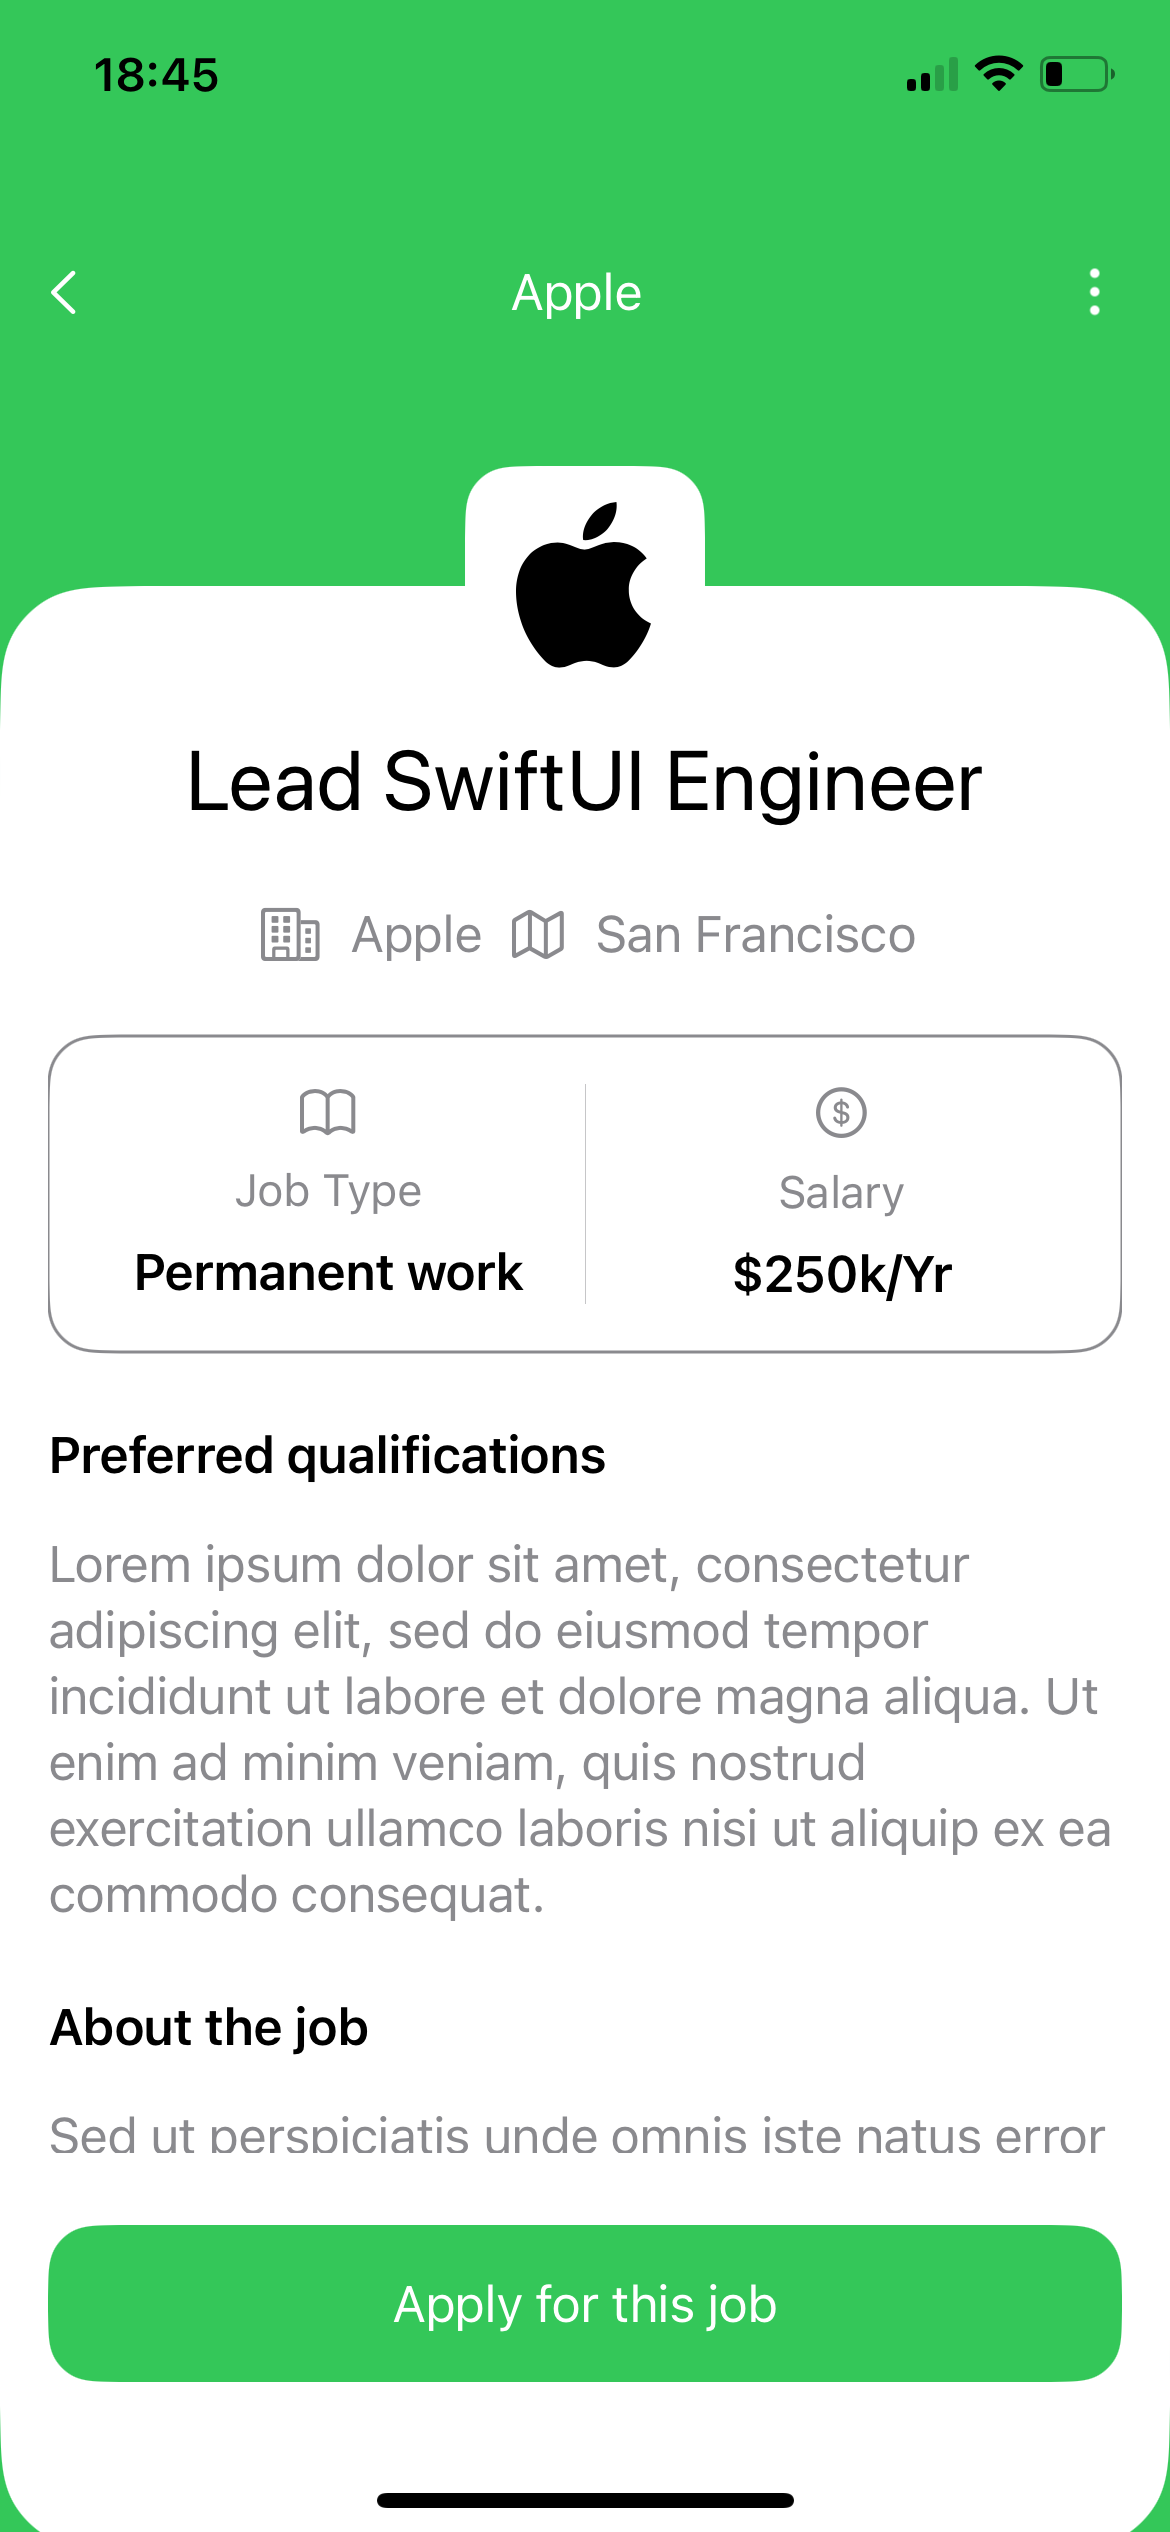 18:45
Apple
Lead SwiftUI Engineer
Apple San Francisco
Job Type
Permanent work
$
Salary
$250k/Yr
Preferred qualifications
Lorem ipsum dolor sit amet, consectetur
adipiscing elit, sed do eiusmod tempor
incididunt ut labore et dolore magna aliqua. Ut
enim ad minim veniam, quis nostrud
exercitation ullamco laboris nisi ut aliquip ex ea
commodo consequat.
About the job
Sed ut perspiciatis unde omnis iste natus error
Apply for this job